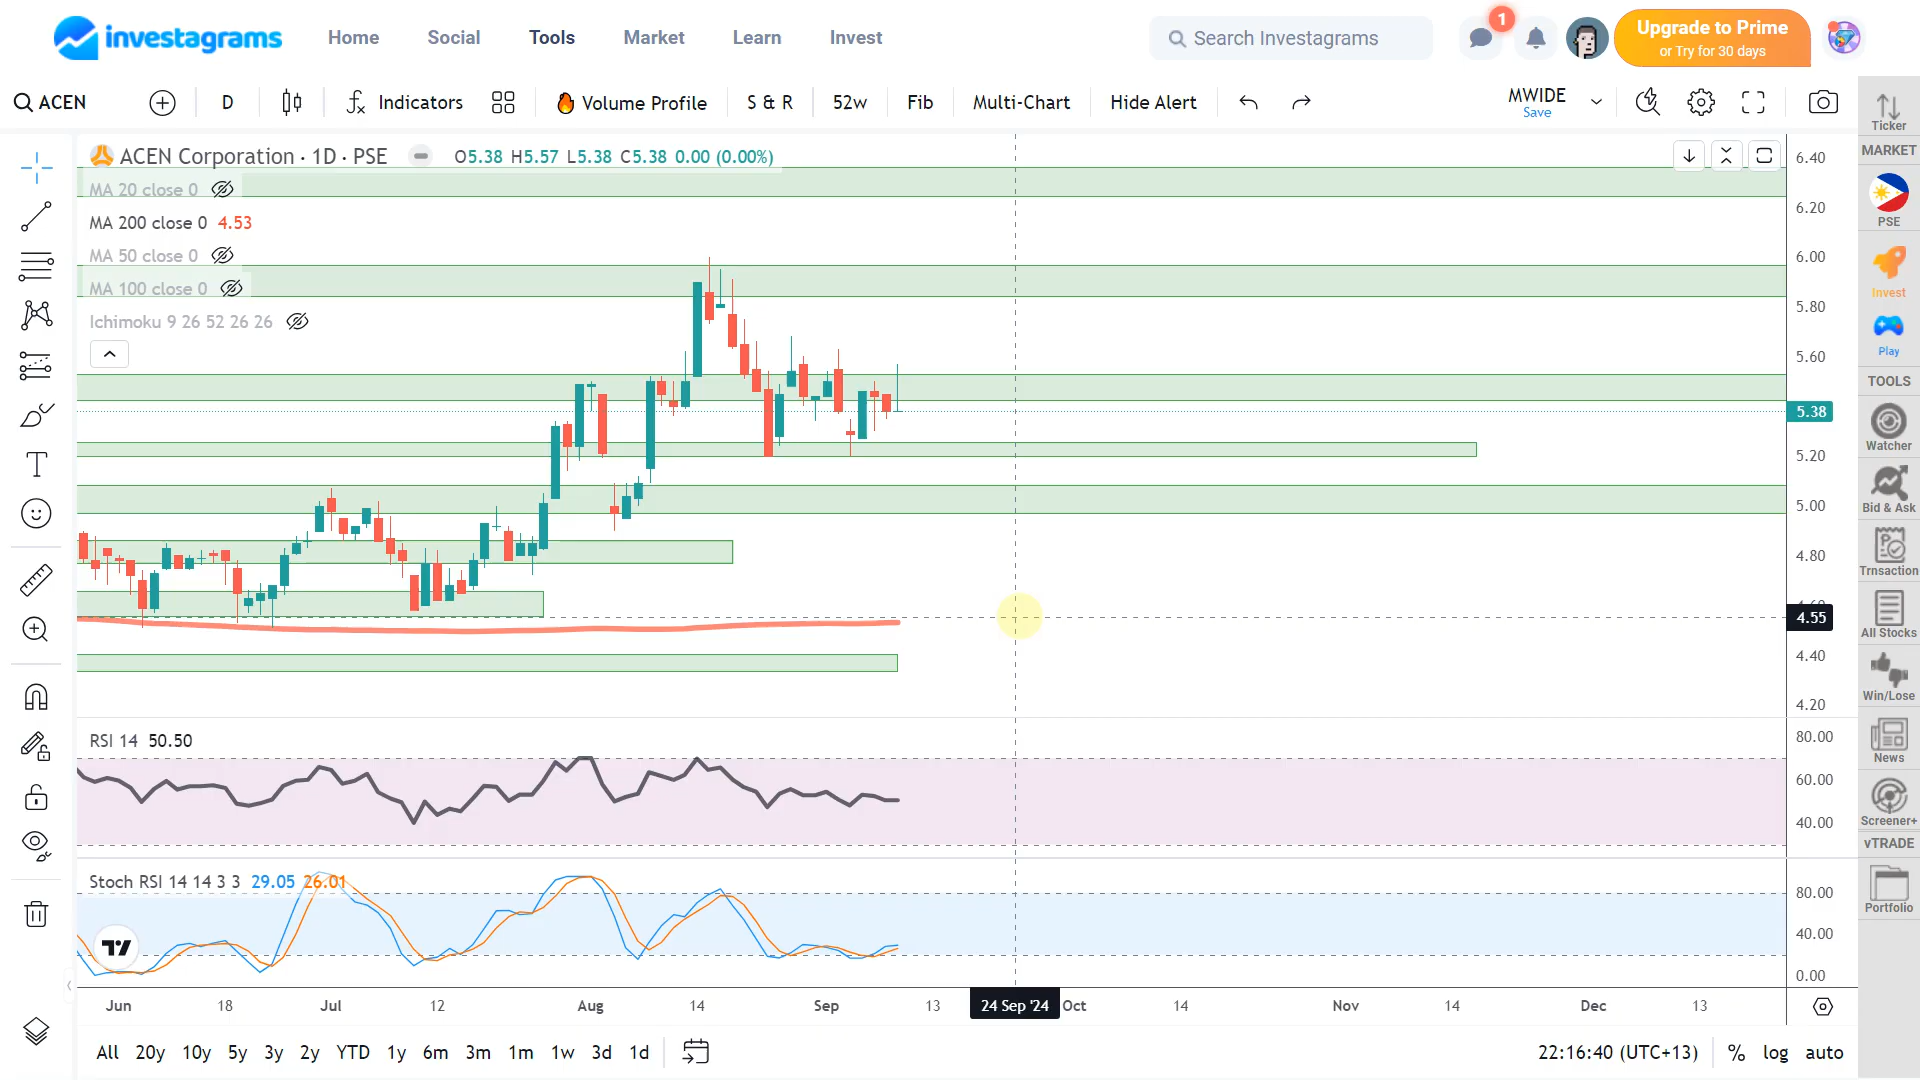 investagrams
Home
Social
Tools
Market
Learn
Invest
Search Investagrams
1
Upgrade to Prime
or Try for 30 days
ACEN
D
Indicators
Volume Profile
S & R
52w
Fib
Multi-Chart
Hide Alert
MWIDE
Save
ACEN Corporation · 1D · PSE
O5.38 H5.57 L5.38 C5.38 0.00 (0.00%)
MA 20 close 0
MA 200 close 0 4.53
MA 50 close 0
MA 100 close 0
Ichimoku 9 26 52 26 26
6.40
6.20
6.00
5.80
5.60
5.38
5.20
5.00
4.80
4.55
4.40
4.20
RSI 14 50.50
80.00
60.00
40.00
Stoch RSI 14 14 3 3 29.05 26.01
80.00
40.00
0.00
Jun
18
Jul
12
Aug
14
Sep
13
24 Sep '24
Oct
14
Nov
14
Dec
13
All
20y
10y
5y
3y
2y
YTD
1y
6m
3m
1m
1w
3d
1d
22:16:40 (UTC+13)
%
log
auto
Ticker
MARKET
PSE
Invest
Play
TOOLS
Watcher
Bid & Ask
Trnsaction
All Stocks
Win/Lose
News
Screener+
vTRADE
Portfolio